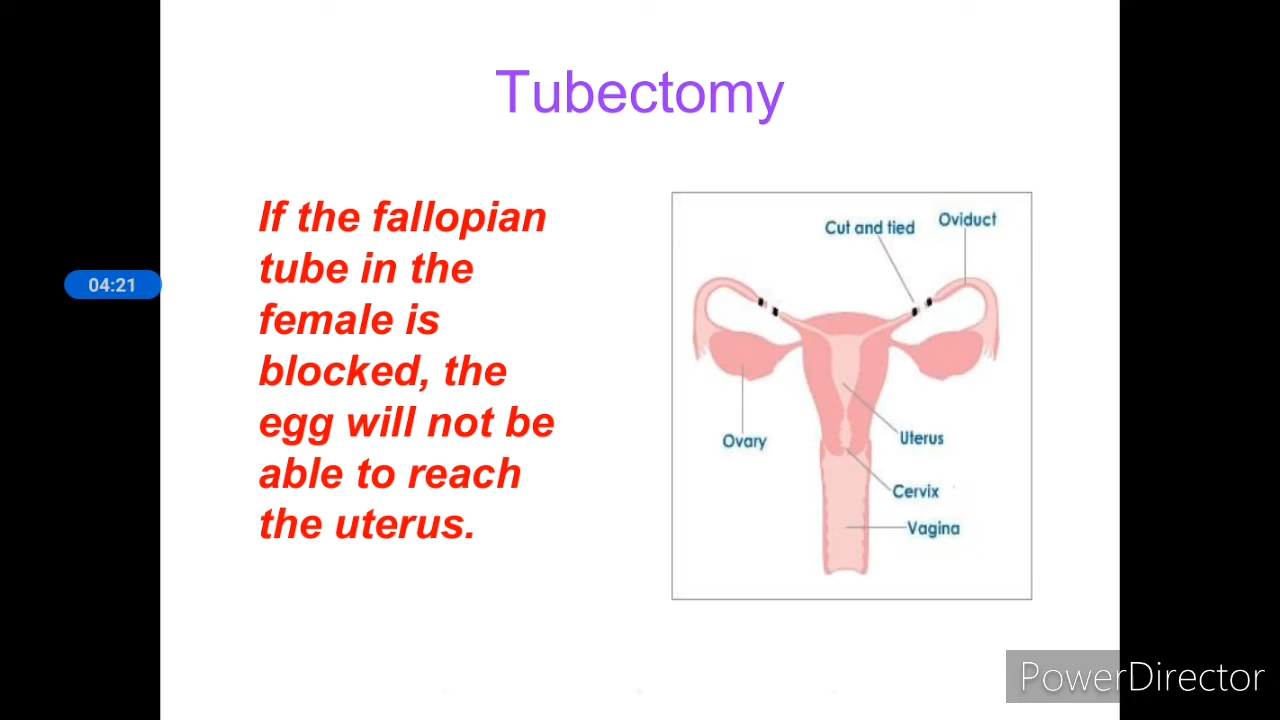 Tubectomy
If the fallopian
tube in the
female is
blocked, the
egg will not be
able to reach
the uterus.
Cut and tied
Oviduct
Ovary
Uterus
Cervix
Vagina
04:21
PowerDirector